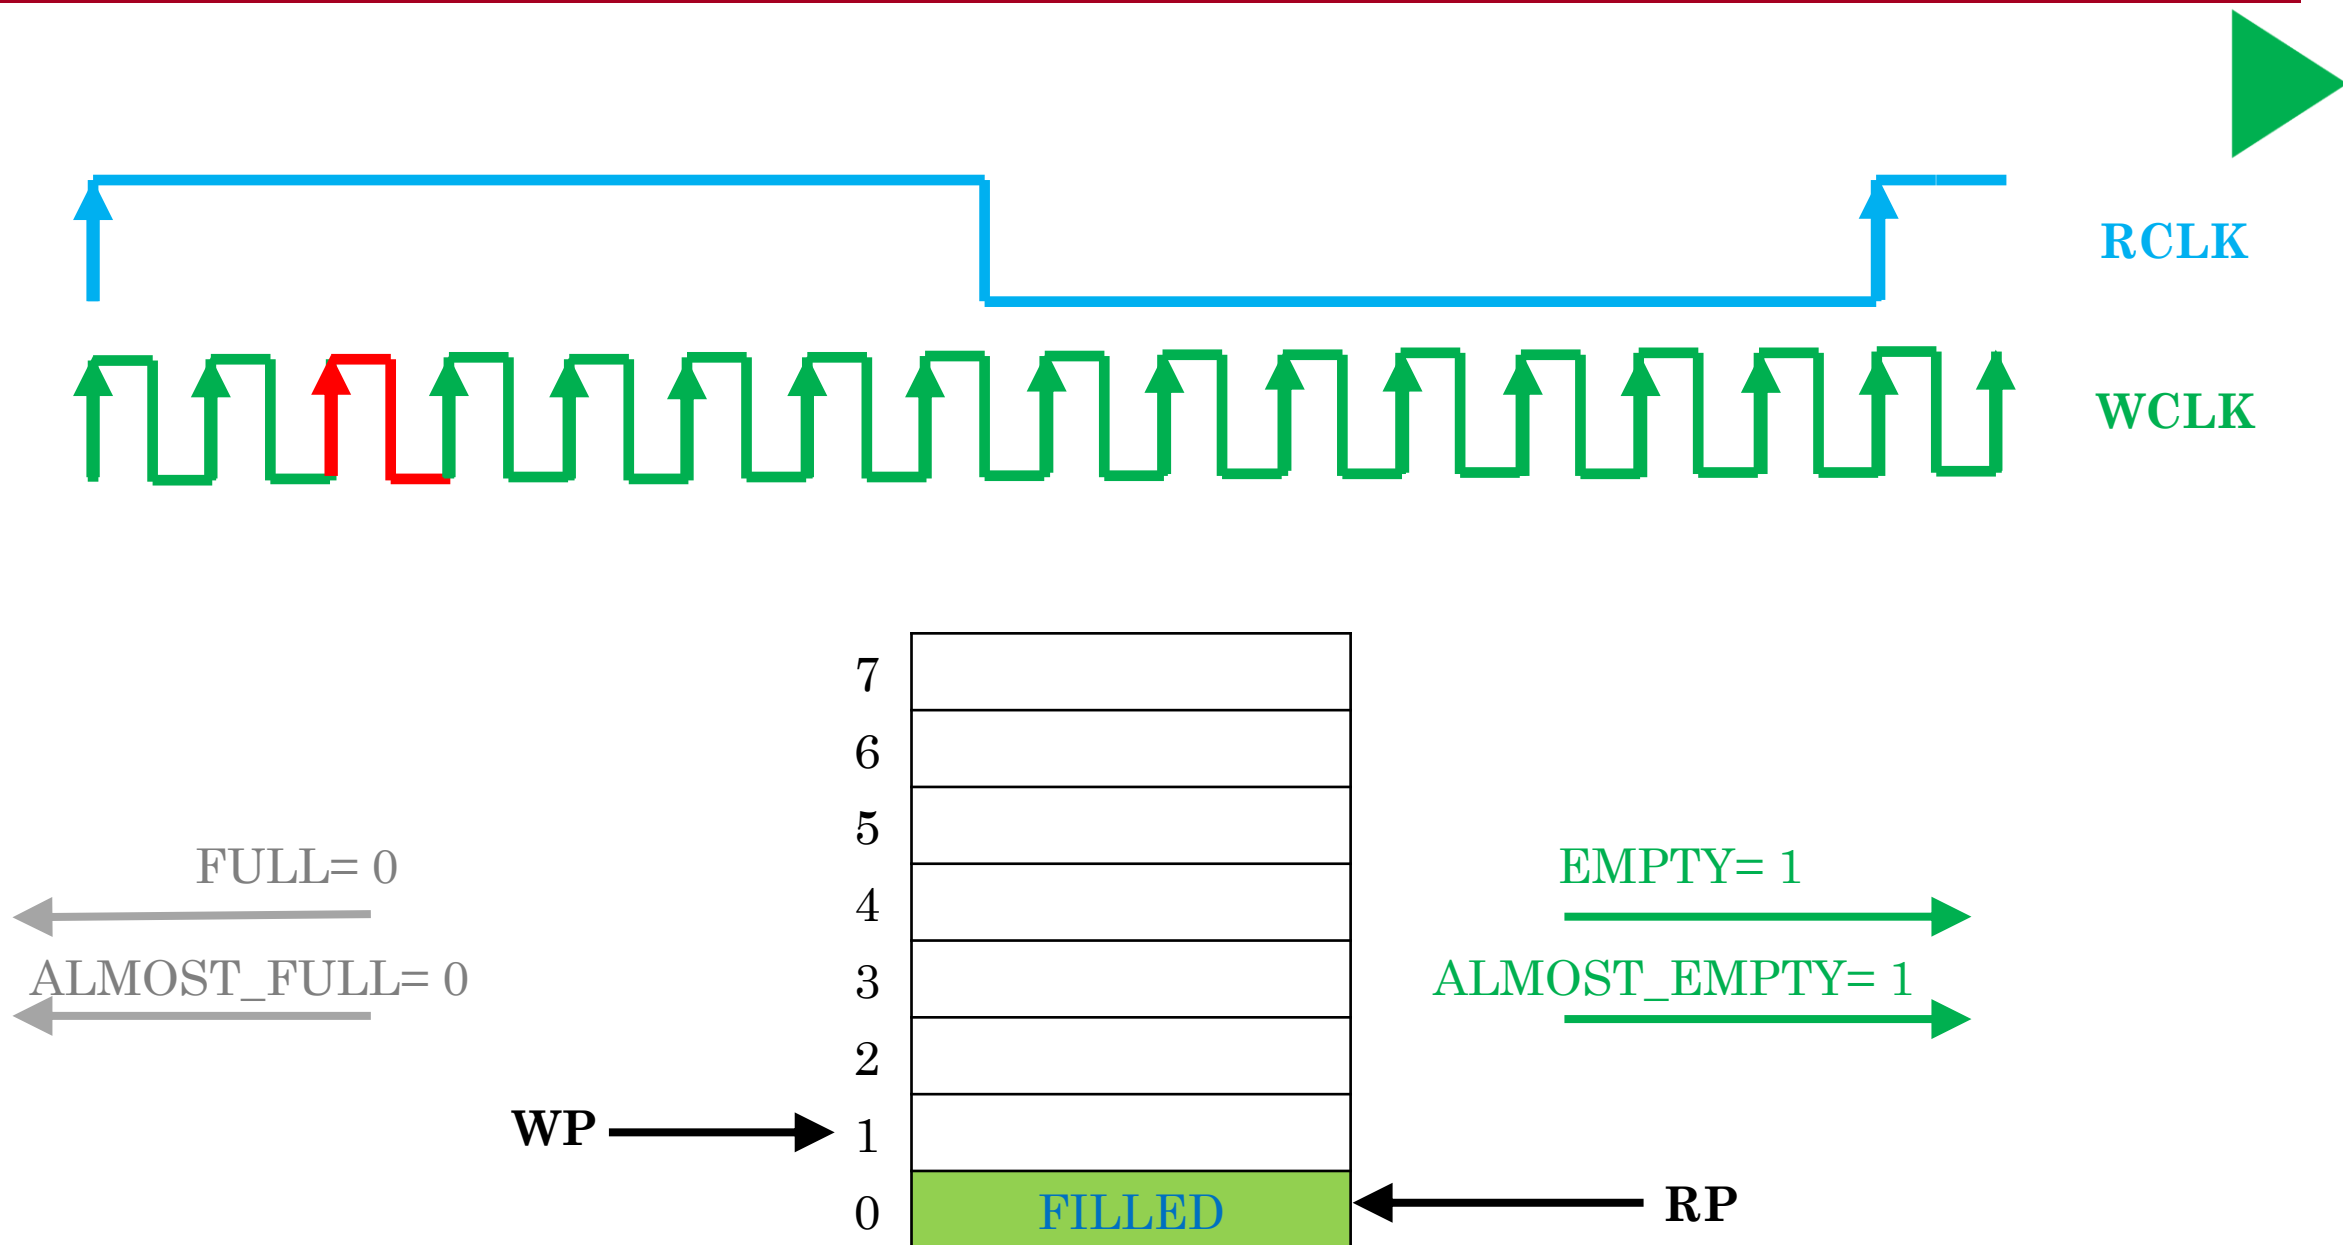 RCLK
WCLK
7
6
5
FULL= 0
EMPTY= 1
4
ALMOST_FULL= 0
3
ALMOST_EMPTY= 1
2
WP
1
0
FILLED
RP